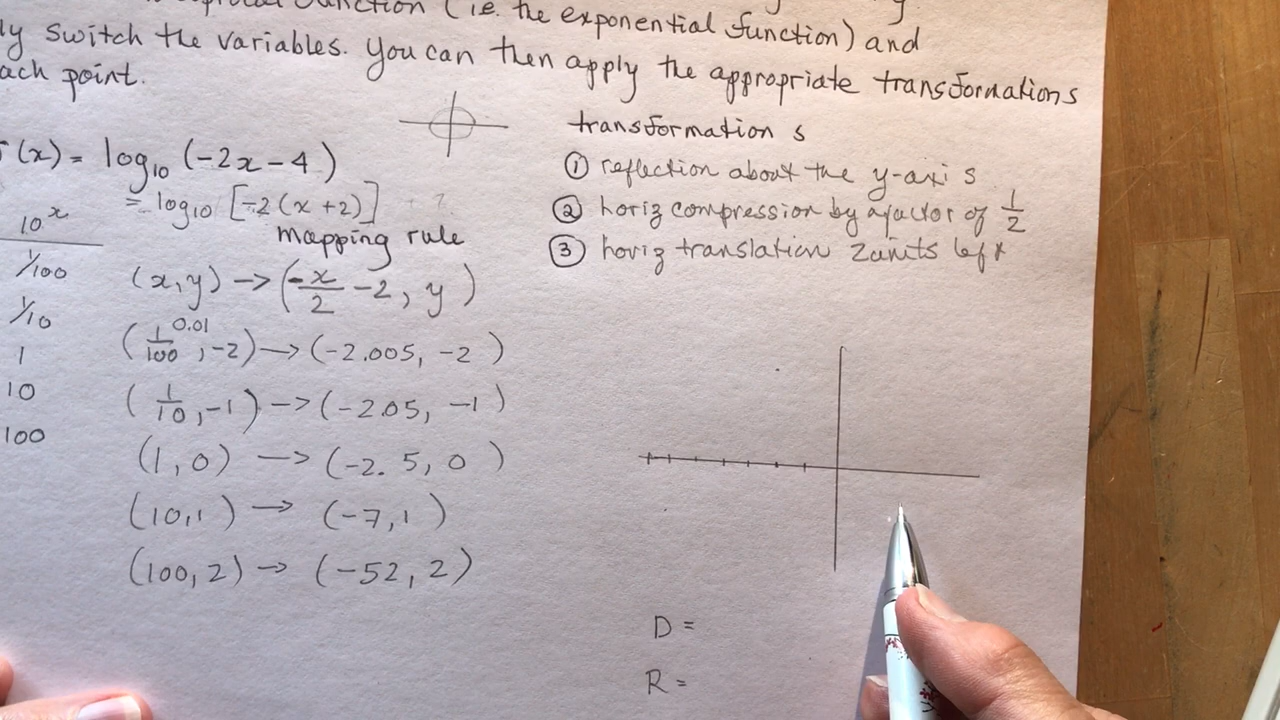 function (i.e. the exponential function) and
ly switch the variables. You can then apply the appropriate transformations
ach point.
transformations
(x) = log₁₀ (-2x-4)
① reflection about the y-axis
= log₁₀ [-2(x+2)]
② horiz compression by a factor of 1/2
mapping rule
③ horiz translation 2 units left
10ˣ
1/100
1/10
1
10
100
(x,y) → (-x/2 -2, y)
0.01
(1/100, -2) → (-2.005, -2)
(1/10, -1) → (-2.05, -1)
(1, 0) → (-2.5, 0)
(10,1) → (-7,1)
(100, 2) → (-52, 2)
D =
R =